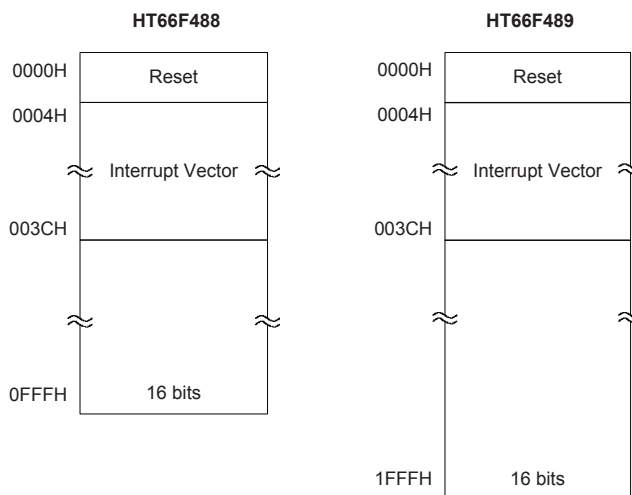 HT66F488
0000H
Reset
0004H
Interrupt Vector
003CH
0FFFH
16 bits
HT66F489
0000H
Reset
0004H
Interrupt Vector
003CH
1FFFH
16 bits